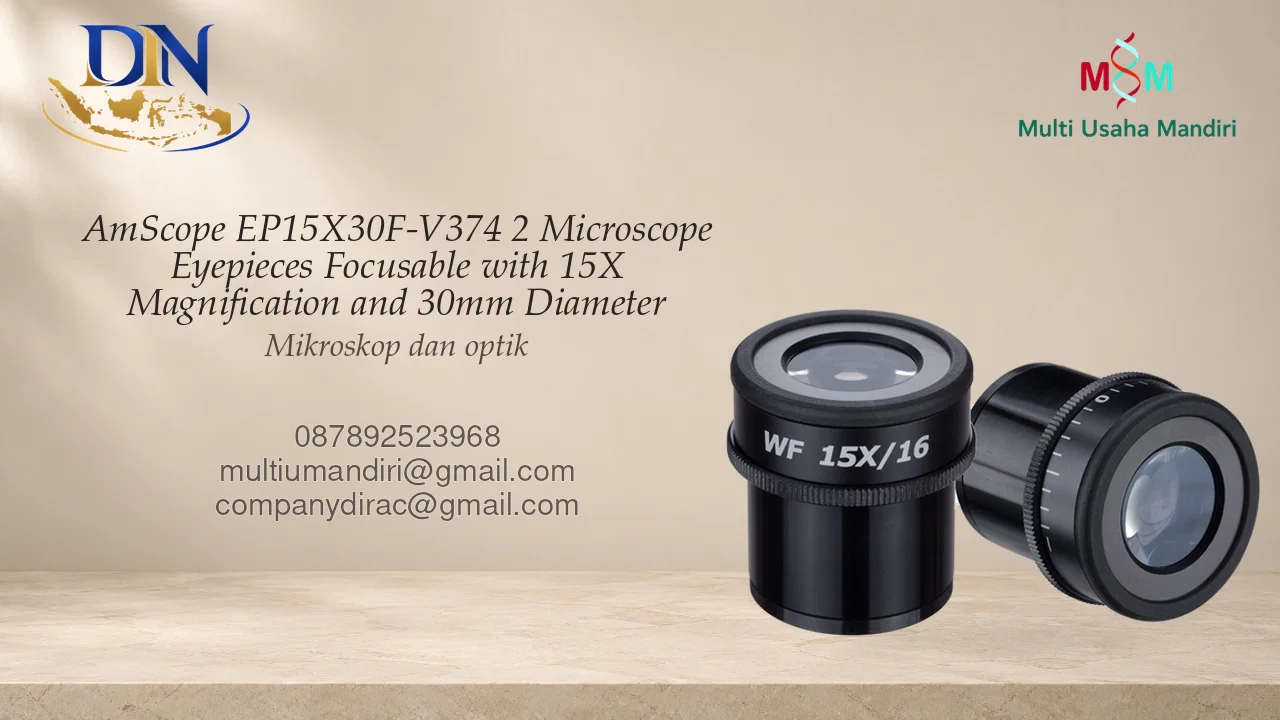 DN
M M
Multi Usaha Mandiri
AmScope EP15X30F-V374 2 Microscope
Eyepieces Focusable with 15X
Magnification and 30mm Diameter
Mikroskop dan optik
087892523968
multiumandiri@gmail.com
companydirac@gmail.com
WF 15X/16
0